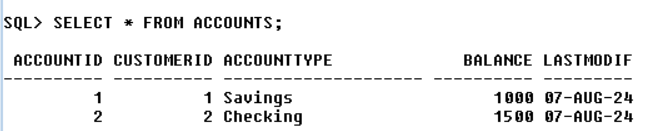 SQL> SELECT * FROM ACCOUNTS;
ACCOUNTID CUSTOMERID ACCOUNTTYPE BALANCE LASTMODIF
---------- ---------- -------------------- ---------- ---------
1 1 Savings 1000 07-AUG-24
2 2 Checking 1500 07-AUG-24